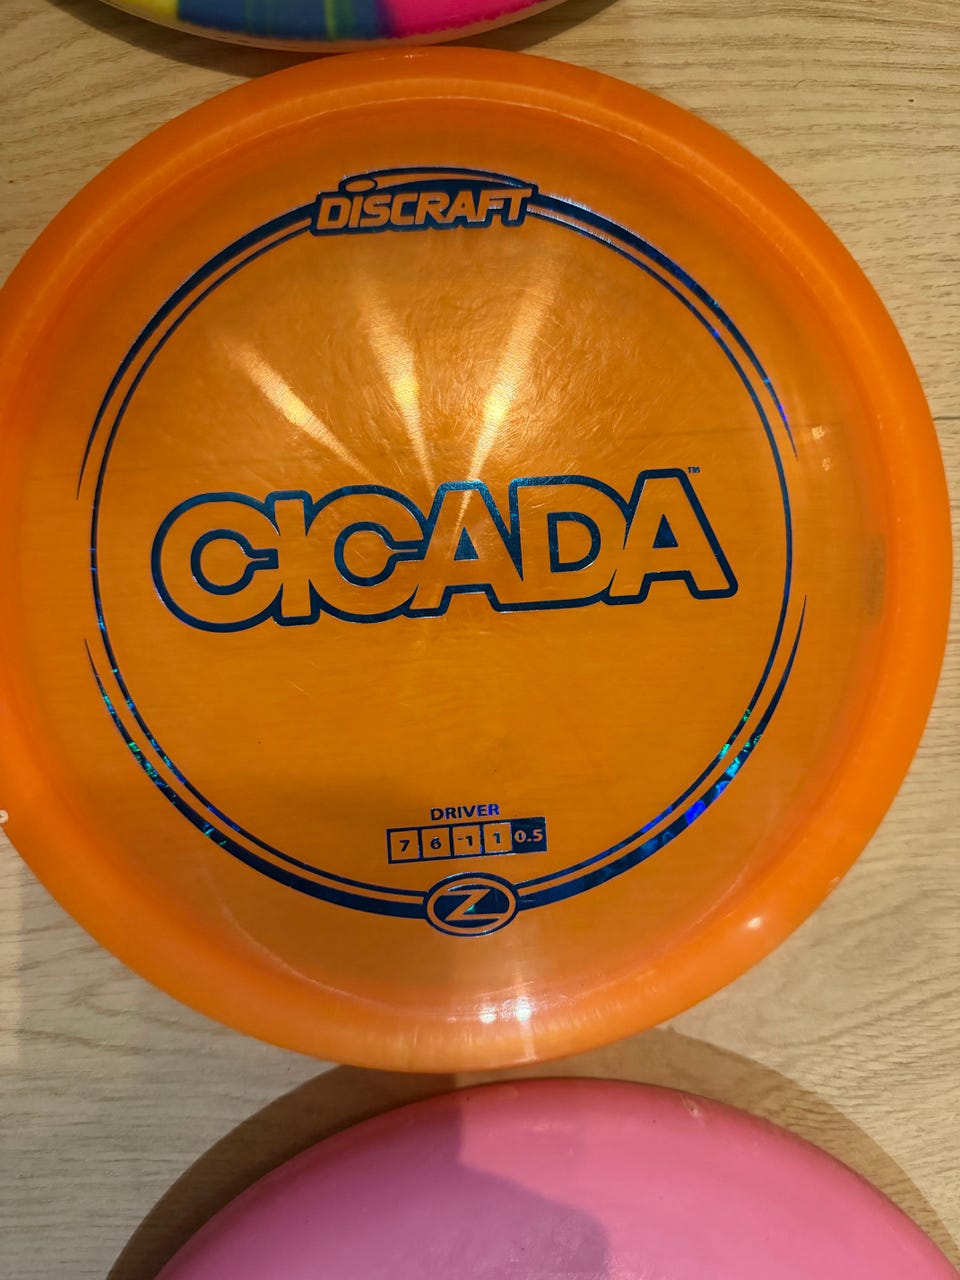 DISCRAFT
CICADA™
DRIVER
7 6 -1 1 0.5
Z